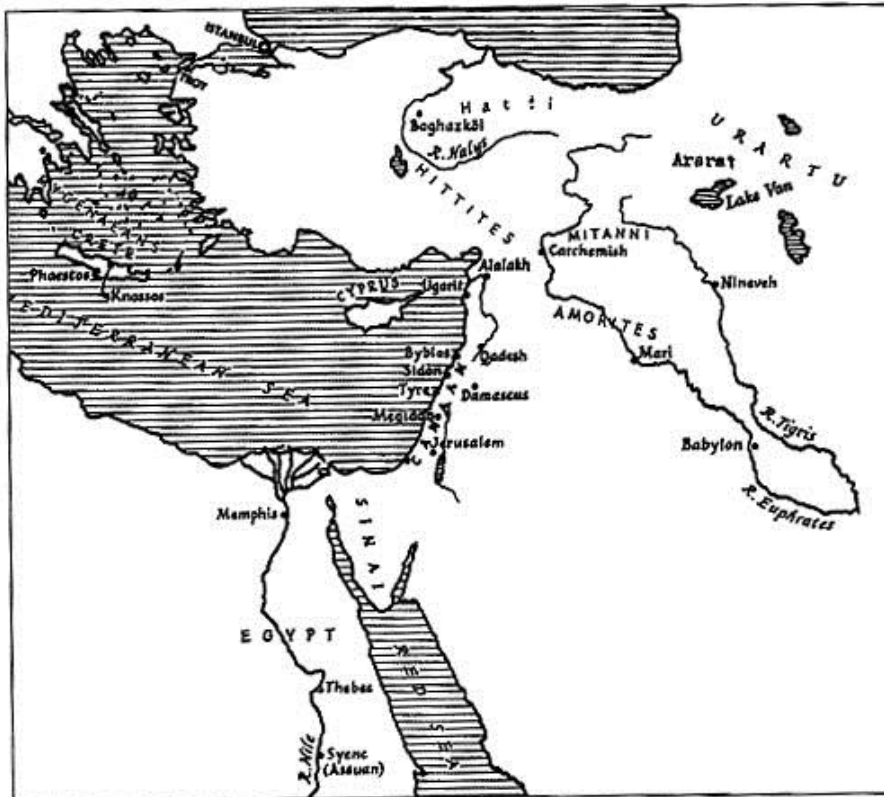 ISTANBUL
TROY
Hatti
Boghazköi
R. Halys
URARTU
Ararat
Lake Van
HITTITES
MYCENAEANS
CRETE
MITANNI
Carchemish
Alalakh
Phaestos
CYPRUS
Ugarit
Nineveh
Knossos
AMORITES
MEDITERRANEAN SEA
Byblos
Qadesh
Mari
Sidon
Tyre
Damascus
CANAAN
Megiddo
R. Tigris
Jerusalem
Babylon
R. Euphrates
Memphis
SINAI
EGYPT
RED SEA
Thebes
R. Nile
Syene
(Assuan)